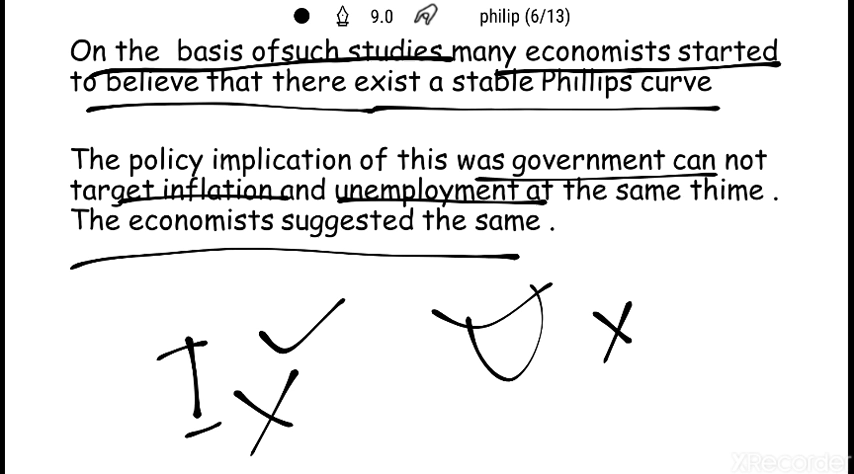 9.0 philip (6/13)
On the basis ofsuch studies many economists started
to believe that there exist a stable Phillips curve
The policy implication of this was government can not
target inflation and unemployment at the same thime .
The economists suggested the same .
I ✓ U X
X
XRecorder